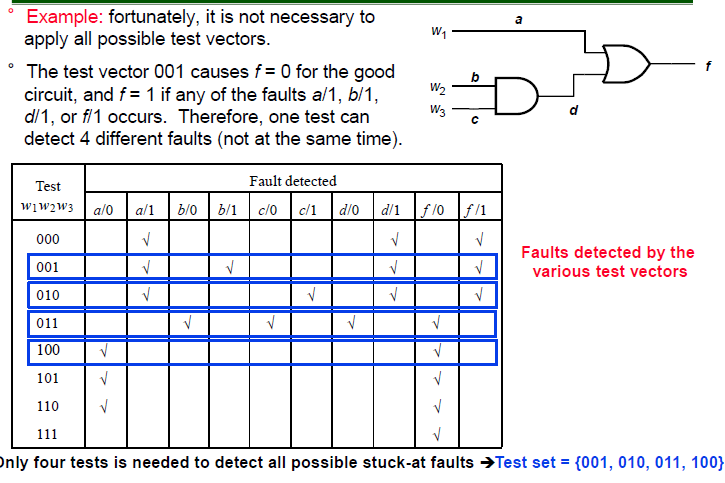 ° Example: fortunately, it is not necessary to
apply all possible test vectors.
° The test vector 001 causes f = 0 for the good
circuit, and f = 1 if any of the faults a/1, b/1,
d/1, or f/1 occurs. Therefore, one test can
detect 4 different faults (not at the same time).
w1
a
f
b
w2
w3
c
d
Test
Fault detected
w1w2w3 a/0 a/1 b/0 b/1 c/0 c/1 d/0 d/1 f/0 f/1
000 √ √ √
001 √ √ √ √
010 √ √ √ √
011 √ √ √ √
100 √ √
101 √ √
110 √ √
111 √
Faults detected by the
various test vectors
Only four tests is needed to detect all possible stuck-at faults ➔Test set = {001, 010, 011, 100}